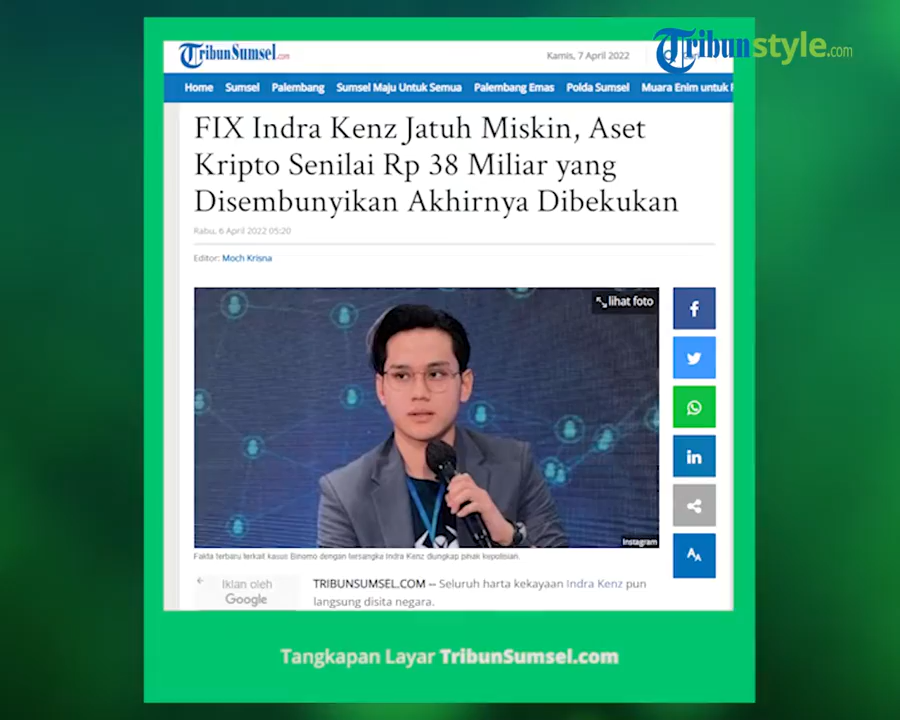 TribunSumsel.com
Kamis, 7 April 2022
Tribunstyle.com
Home Sumsel Palembang Sumsel Maju Untuk Semua Palembang Emas Polda Sumsel Muara Enim untuk
FIX Indra Kenz Jatuh Miskin, Aset
Kripto Senilai Rp 38 Miliar yang
Disembunyikan Akhirnya Dibekukan
Rabu, 6 April 2022 05:20
Editor: Moch Krisna
lihat foto
Instagram
Fakta terbaru terkait kasus Binomo dengan tersangka Indra Kenz diungkap pihak kepolisian.
Iklan oleh
Google
TRIBUNSUMSEL.COM -- Seluruh harta kekayaan Indra Kenz pun
langsung disita negara.
AA
Tangkapan Layar TribunSumsel.com